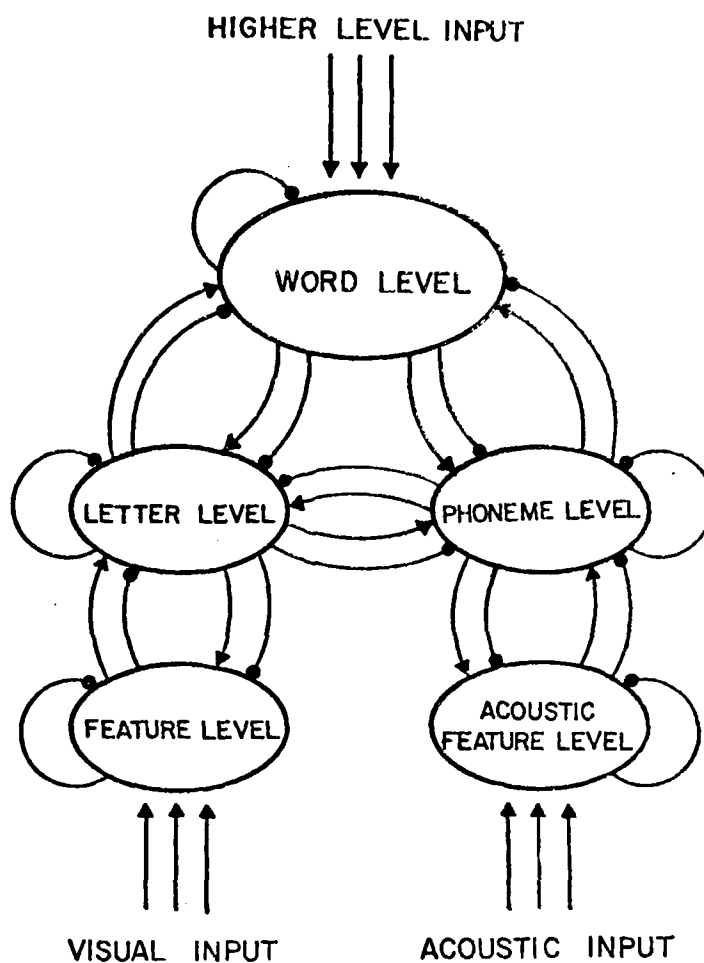 HIGHER LEVEL INPUT
WORD LEVEL
LETTER LEVEL
PHONEME LEVEL
FEATURE LEVEL
ACOUSTIC
FEATURE LEVEL
VISUAL INPUT
ACOUSTIC INPUT